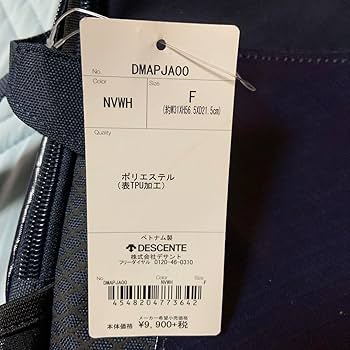 No. DMAPJA00
Color NVWH Size F
(約W31XH56.5XD21.5cm)
Quality
ポリエステル
(表TPU加工)
ベトナム製
DESCENTE
株式会社デサント
フリーダイヤル 0120-46-0310
DMAPJA00 NVWH F
4548204773642
メーカー希望小売価格
本体価格 ¥9,900+税